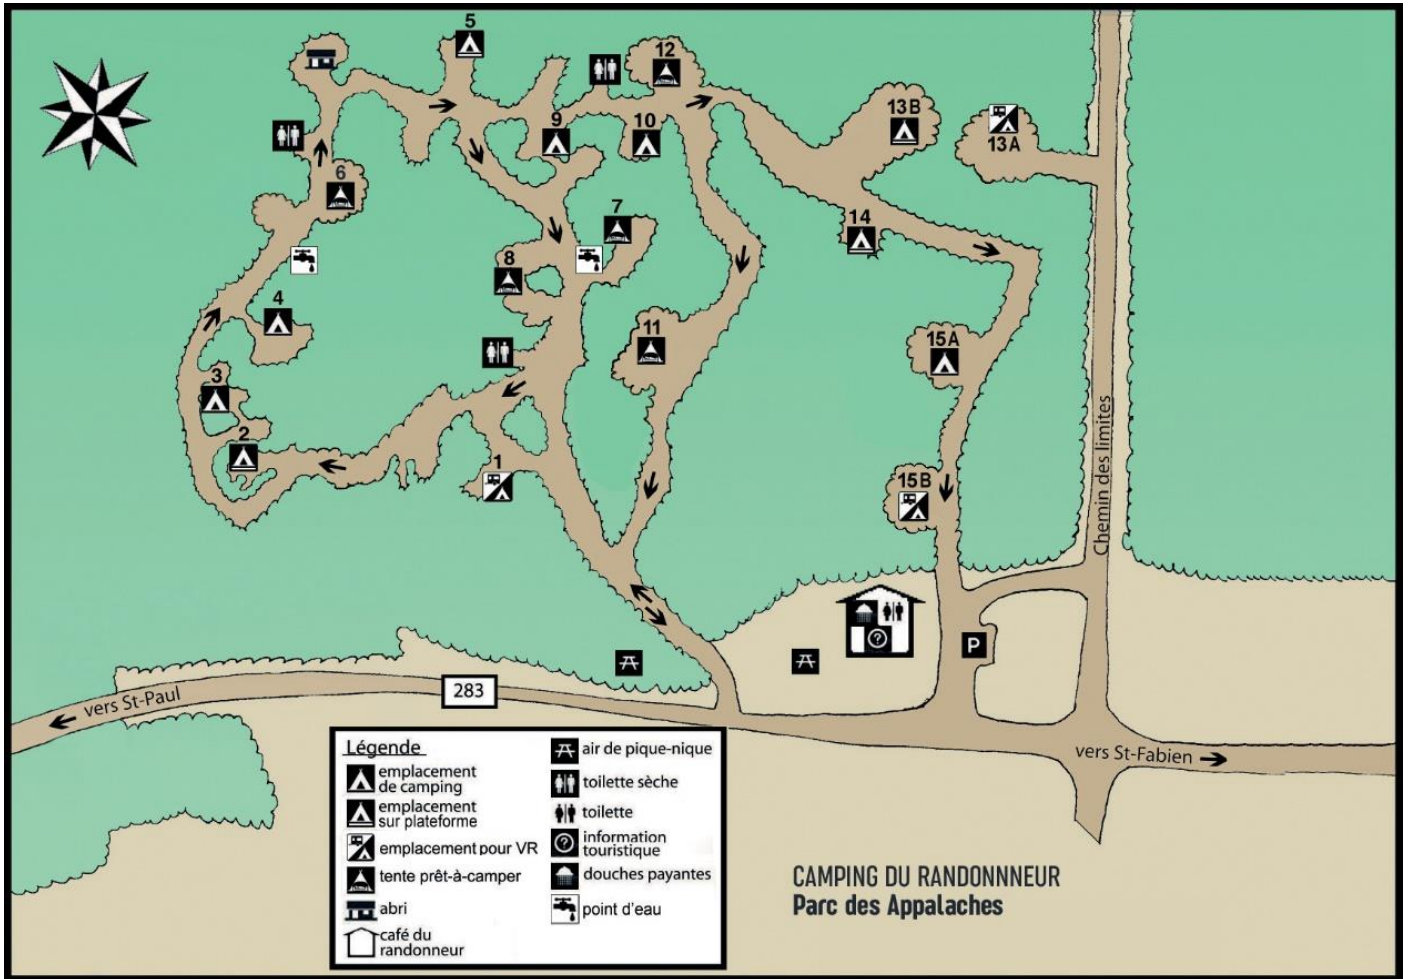 5
12
13B
13A
9
10
6
7
14
8
4
11
15A
3
2
1
15B
Chemin des limites
?
P
vers St-Paul
283
vers St-Fabien
Légende
emplacement
de camping
emplacement
sur plateforme
emplacement pour VR
tente prêt-à-camper
abri
café du
randonneur
air de pique-nique
toilette sèche
toilette
?
information
touristique
douches payantes
point d'eau
CAMPING DU RANDONNNEUR
Parc des Appalaches